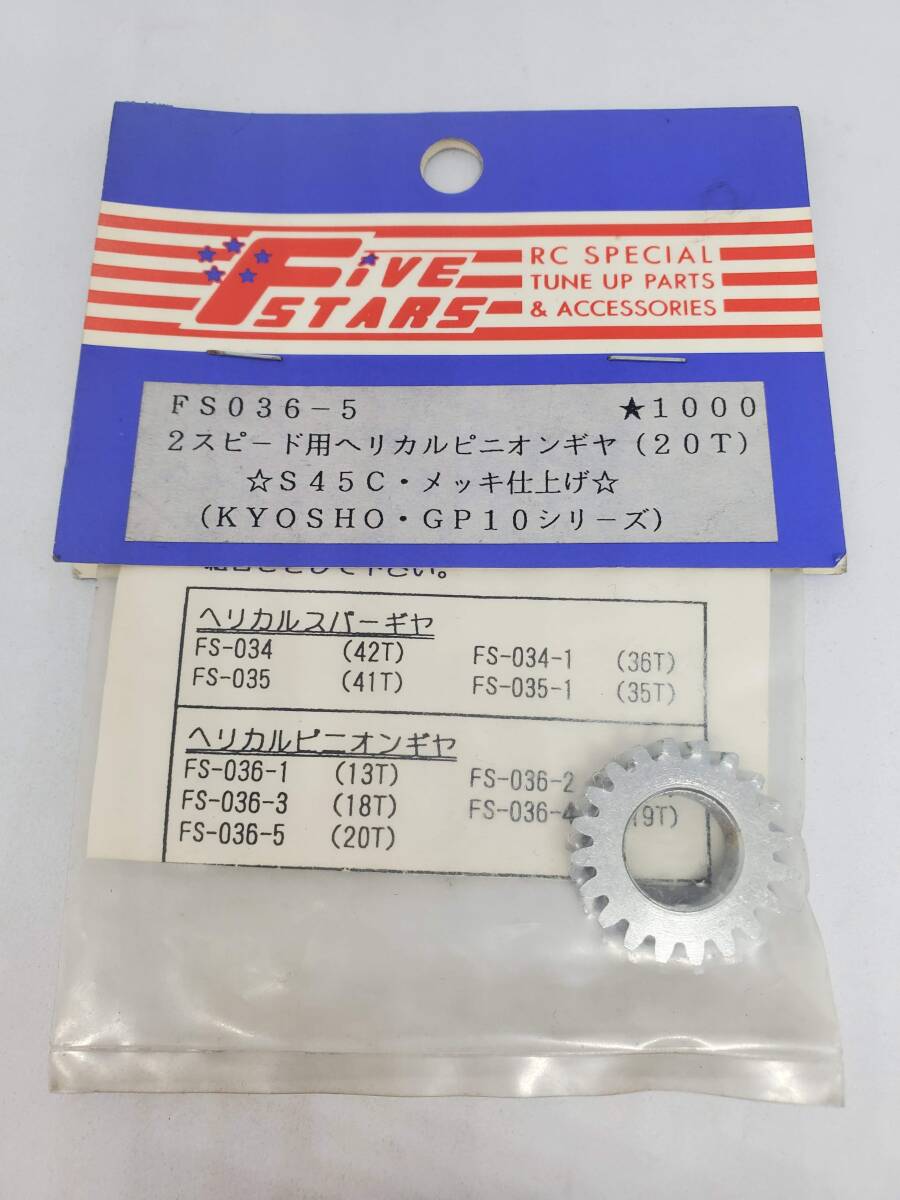 FiVE STARS
RC SPECIAL
TUNE UP PARTS
& ACCESSORIES
FS036-5 ★1000
2スピード用ヘリカルピニオンギヤ(20T)
☆S45C・メッキ仕上げ☆
(KYOSHO・GP10シリーズ)
下さい。
ヘリカルスパーギヤ
FS-034 (42T) FS-034-1 (36T)
FS-035 (41T) FS-035-1 (35T)
ヘリカルピニオンギヤ
FS-036-1 (13T) FS-036-2
FS-036-3 (18T) FS-036-4 19T)
FS-036-5 (20T)